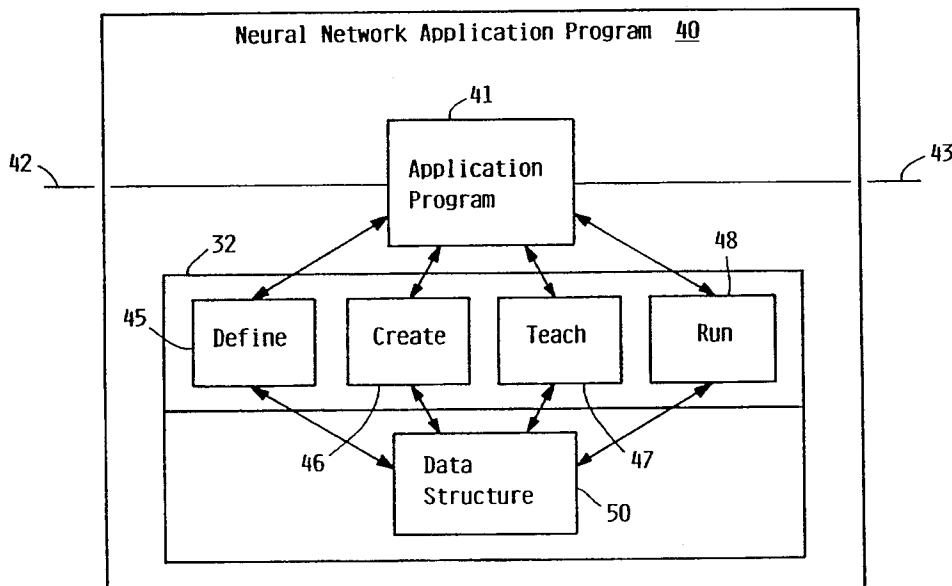 Neural Network Application Program 40
41
42
43
Application
Program
32
48
45
Define
Create
Teach
Run
46
47
Data
Structure
50